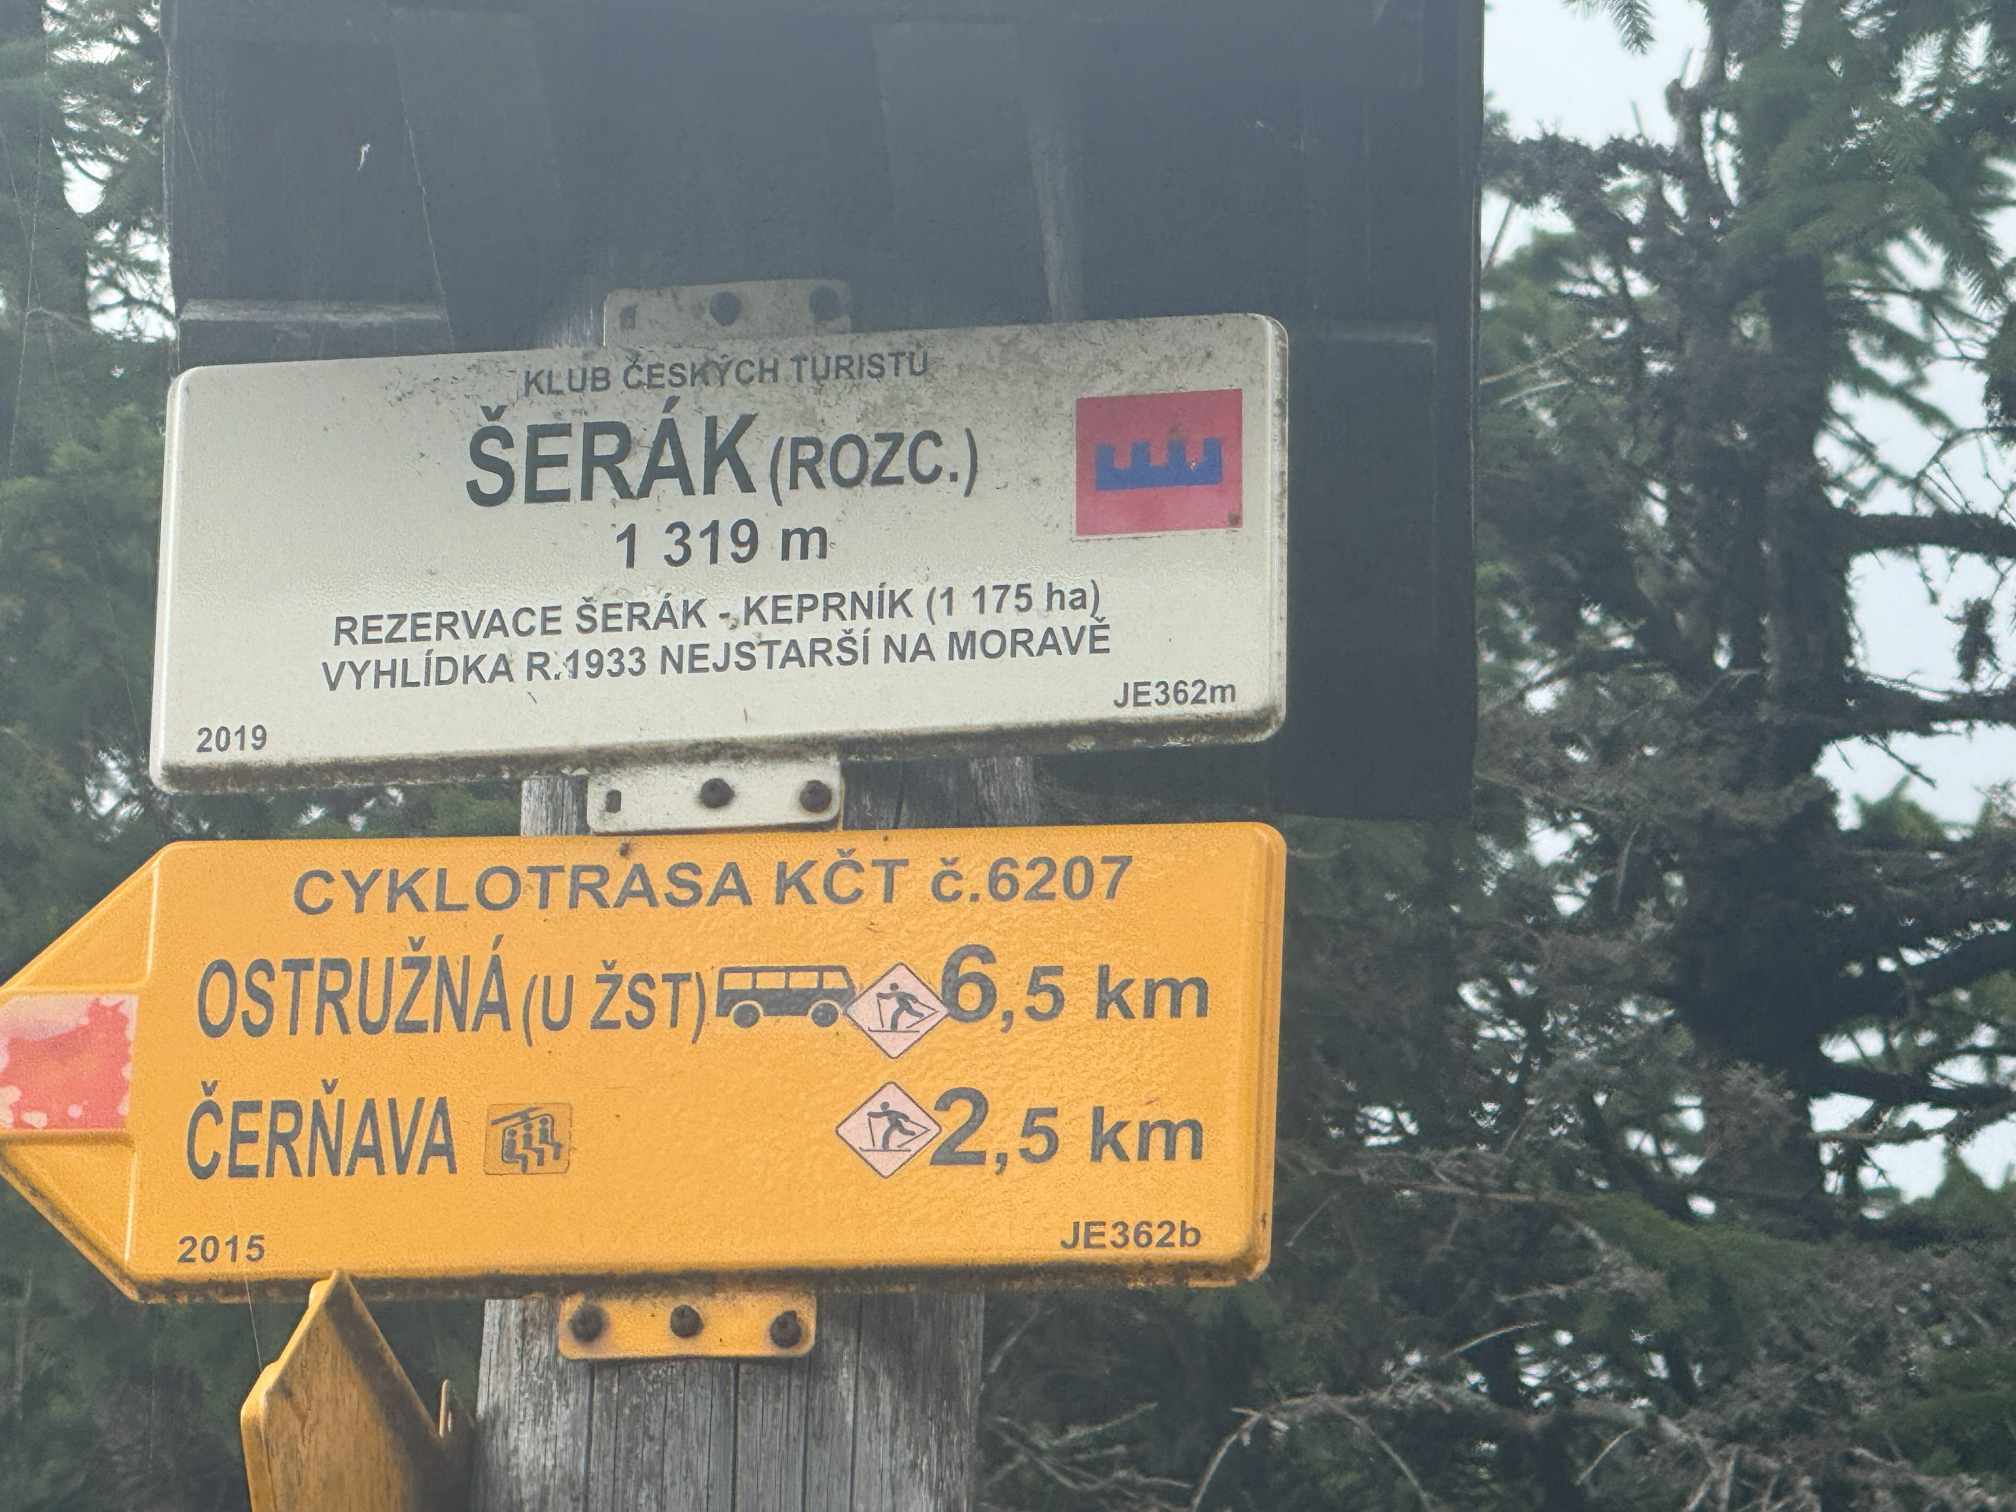 KLUB ČESKÝCH TURISTŮ
ŠERÁK (ROZC.)
1 319 m
REZERVACE ŠERÁK - KEPRNÍK (1 175 ha)
VYHLÍDKA R.1933 NEJSTARŠÍ NA MORAVĚ
JE362m
2019
CYKLOTRASA KČT č.6207
OSTRUŽNÁ (U ŽST) 6,5 km
ČERŇAVA 2,5 km
2015 JE362b